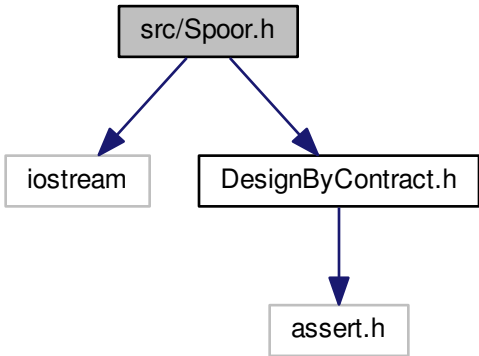 src/Spoor.h
iostream
DesignByContract.h
assert.h